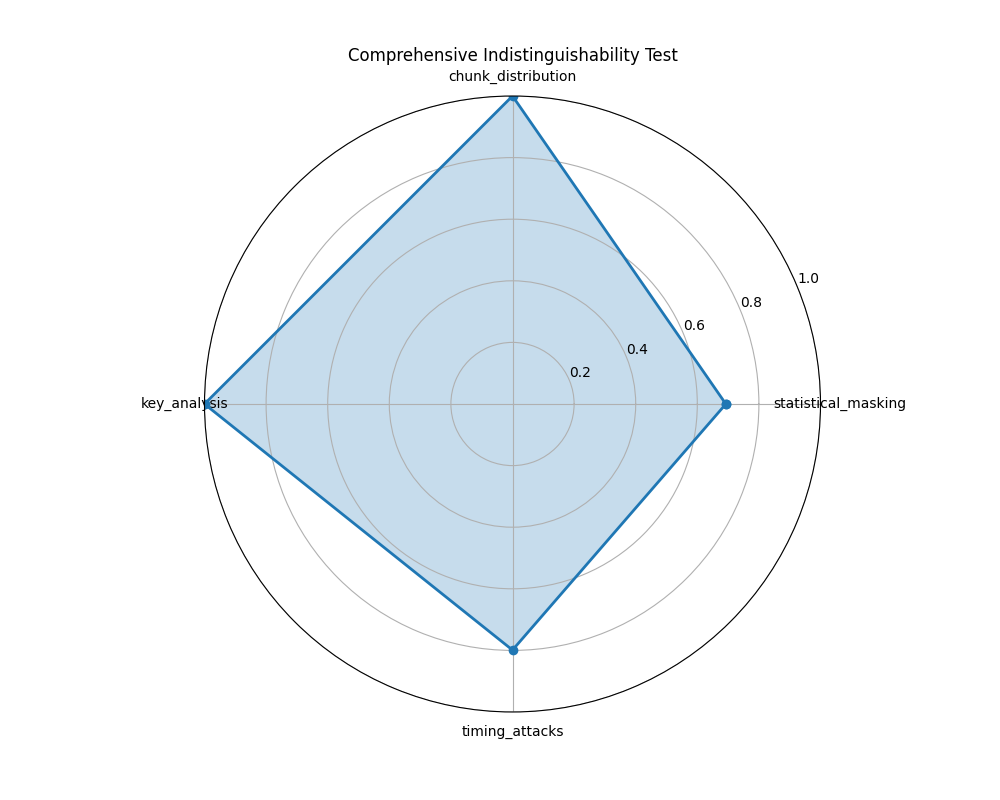 Comprehensive Indistinguishability Test
chunk_distribution
1.0
0.8
0.6
0.4
0.2
key_analysis
statistical_masking
timing_attacks